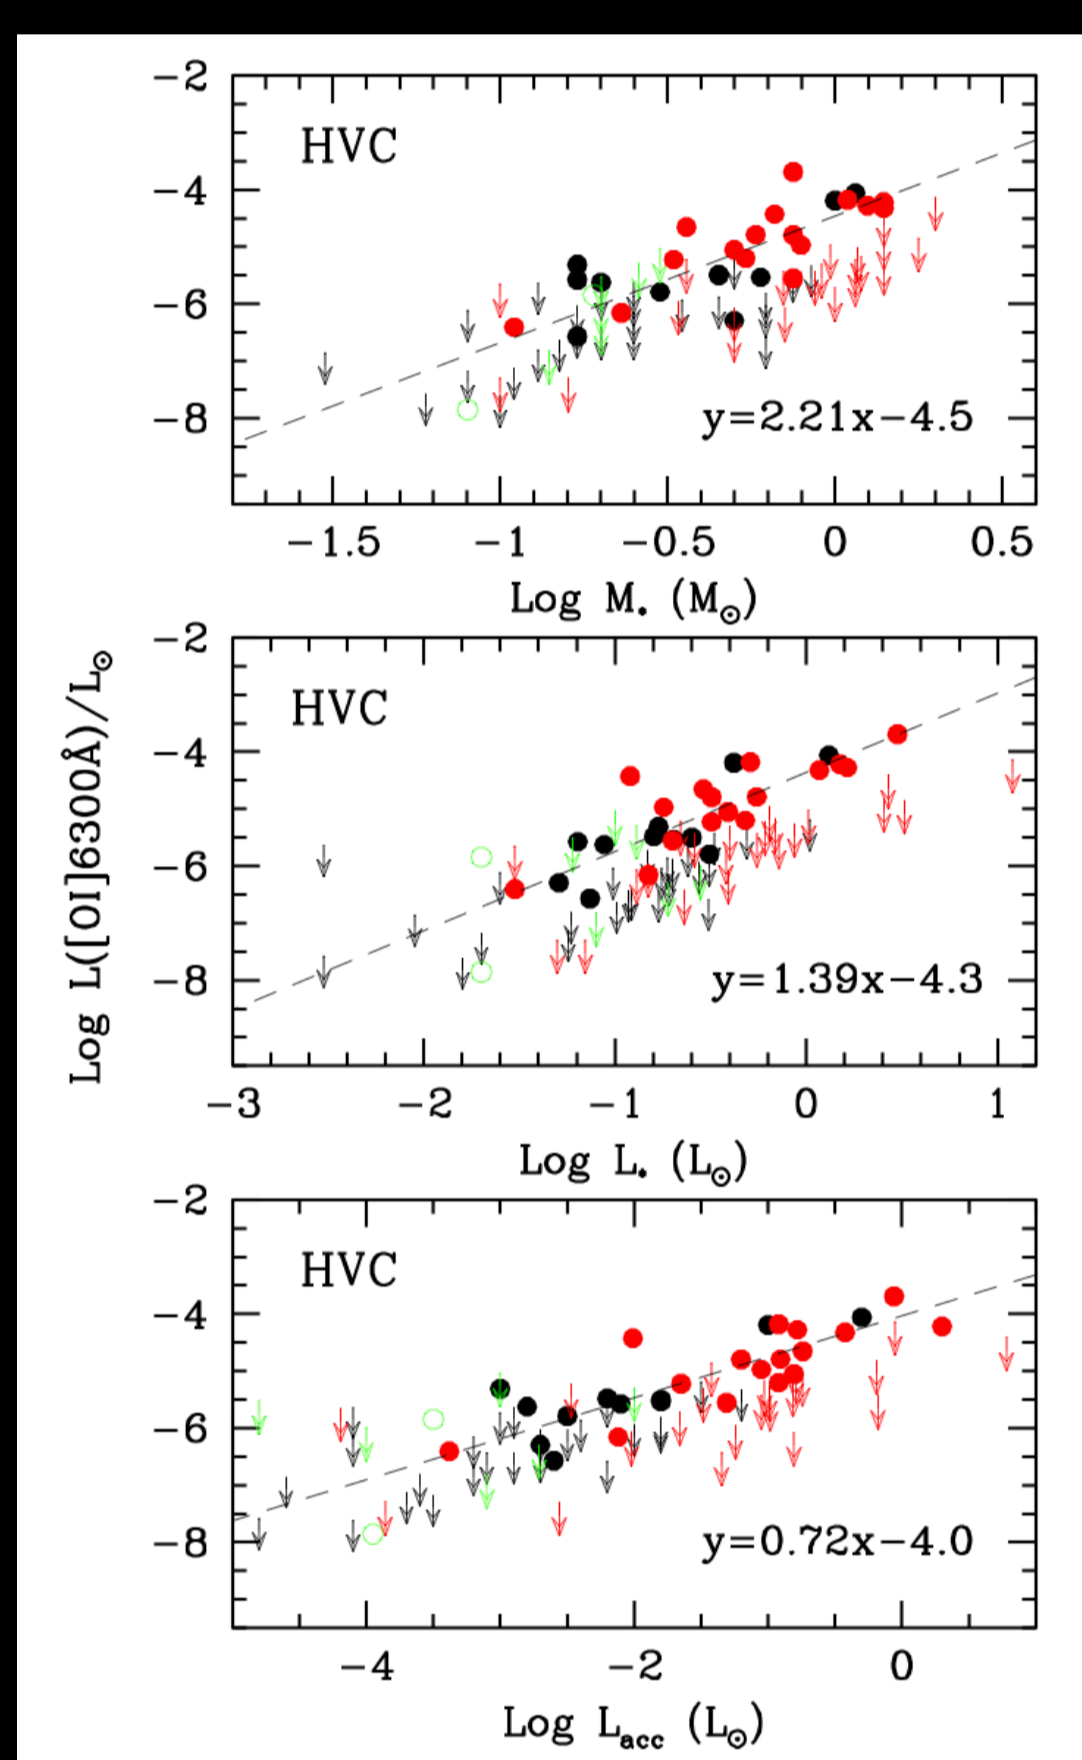 Log L([OI]6300Å)/L⊙
−2
−4
−6
−8
HVC
y=2.21x−4.5
−1.5 −1 −0.5 0 0.5
Log M* (M⊙)
−2
−4
−6
−8
HVC
y=1.39x−4.3
−3 −2 −1 0 1
Log L* (L⊙)
−2
−4
−6
−8
HVC
y=0.72x−4.0
−4 −2 0
Log Lacc (L⊙)